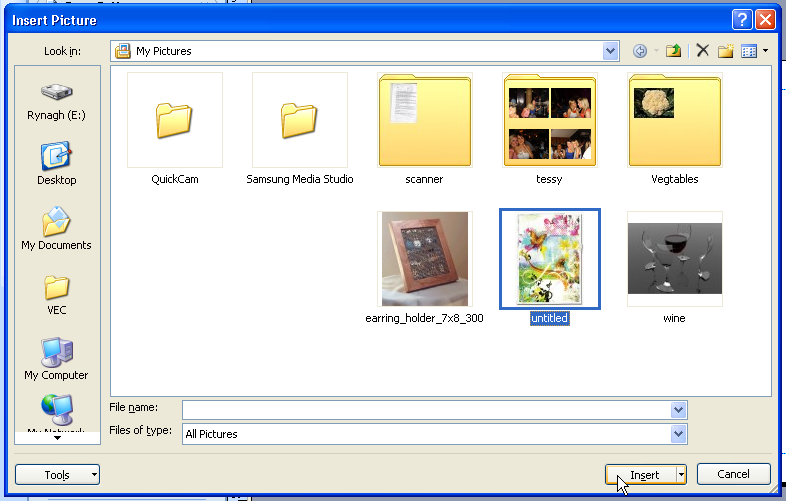 Insert Picture
Look in:
My Pictures
Rynagh (E:)
Desktop
My Documents
VEC
My Computer
QuickCam
Samsung Media Studio
scanner
tessy
Vegtables
earring_holder_7x8_300
untitled
wine
File name:
Files of type:
All Pictures
Tools
Insert
Cancel